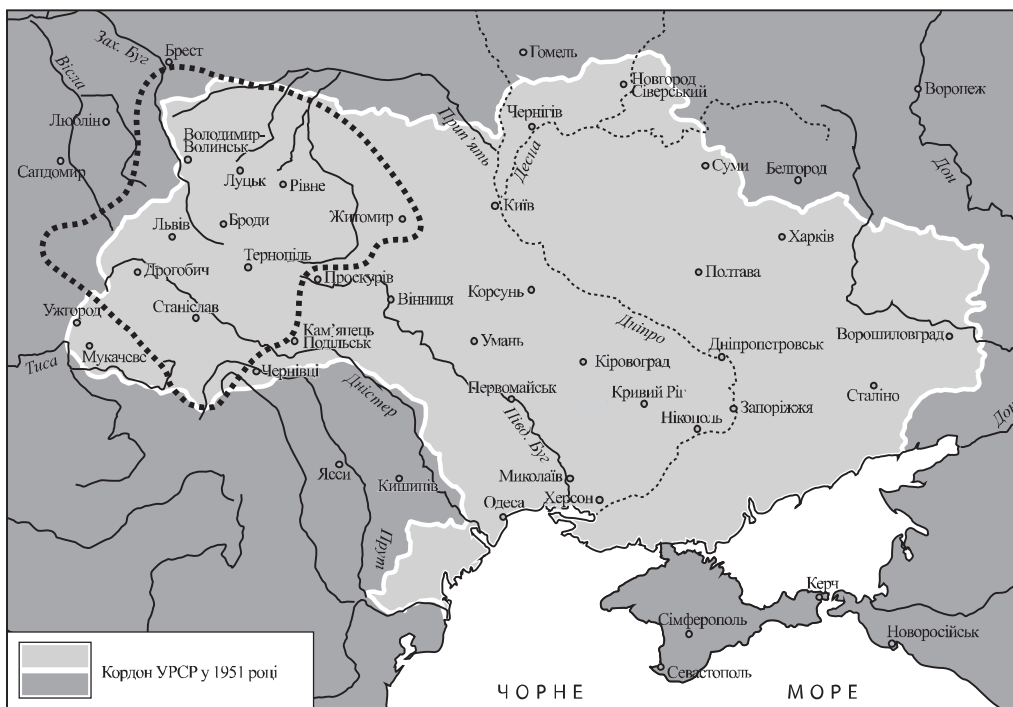 Зах. Буг
Брест
Вісла
Люблін
Сандомир
Володимир-
Волинськ
Луцьк
Рівне
Броди
Львів
Житомир
Тернопіль
Дрогобич
Проскурів
Станіслав
Ужгород
Мукачеве
Кам’янець
Подільськ
Чернівці
Тиса
Гомель
Новгород
Сіверський
Чернігів
Прип’ять
Десна
Київ
Суми
Белгород
Воронеж
Дон
Харків
Полтава
Корсунь
Вінниця
Умань
Дніпро
Кіровоград
Дніпропетровськ
Ворошиловград
Сталіно
Первомайськ
Кривий Ріг
Запоріжжя
Нікополь
Дністер
Півд. Буг
Миколаїв
Херсон
Одеса
Ясси
Кишинів
Прут
Дон
Керч
Сімферополь
Севастополь
Новоросійськ
ЧОРНЕ МОРЕ
Кордон УРСР у 1951 році